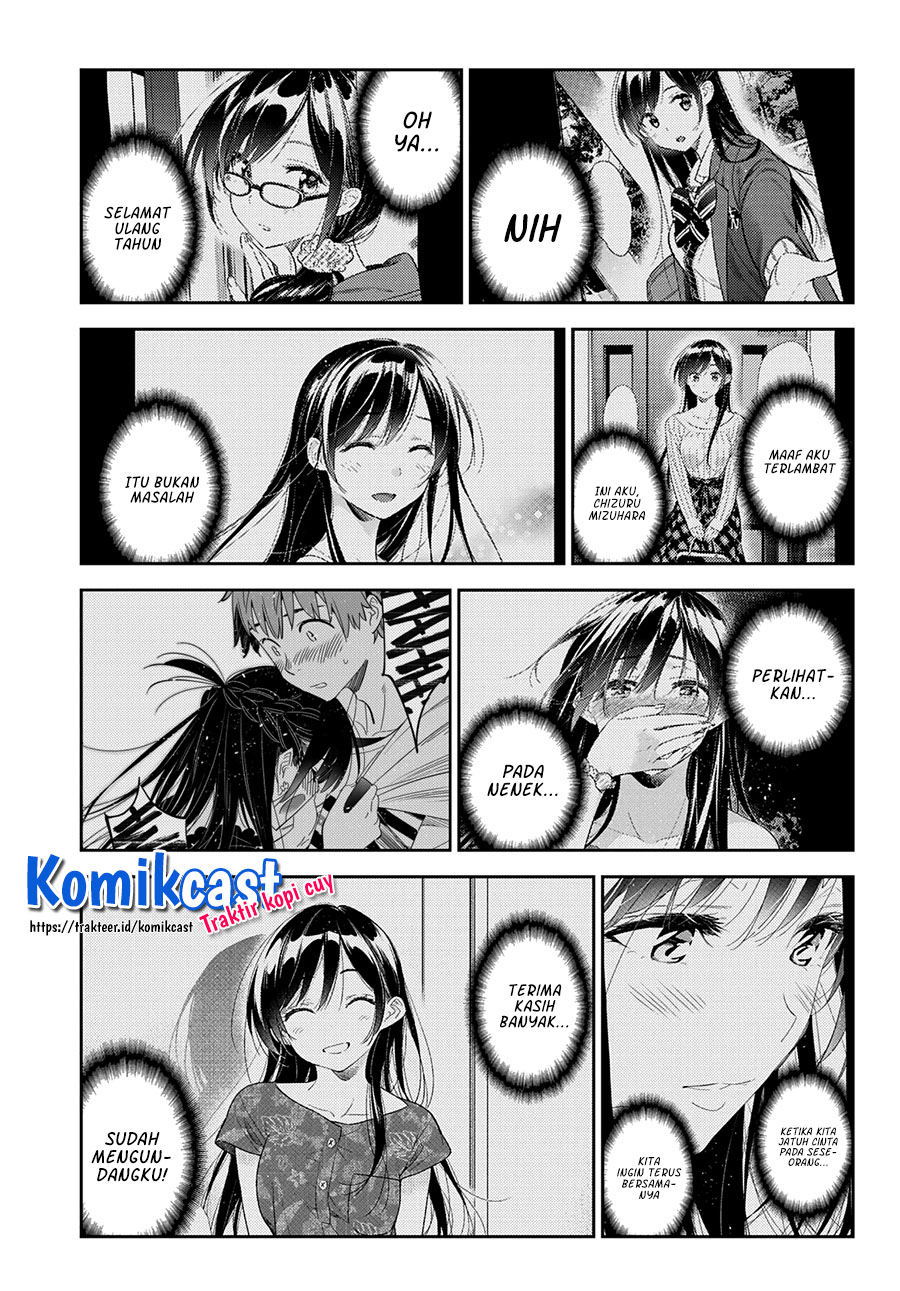 NIH
OH
YA...
SELAMAT
ULANG
TAHUN
MAAF AKU
TERLAMBAT
INI AKU,
CHIZURU
MIZUHARA
ITU BUKAN
MASALAH
PERLIHAT-
KAN...
PADA
NENEK...
KETIKA KITA
JATUH CINTA
PADA SESE-
ORANG...
KITA
INGIN TERUS
BERSAMA-
NYA
TERIMA
KASIH
BANYAK...
SUDAH
MENGUN-
DANGKU!
Komikcast
Traktir kopi cuy
https://trakteer.id/komikcast